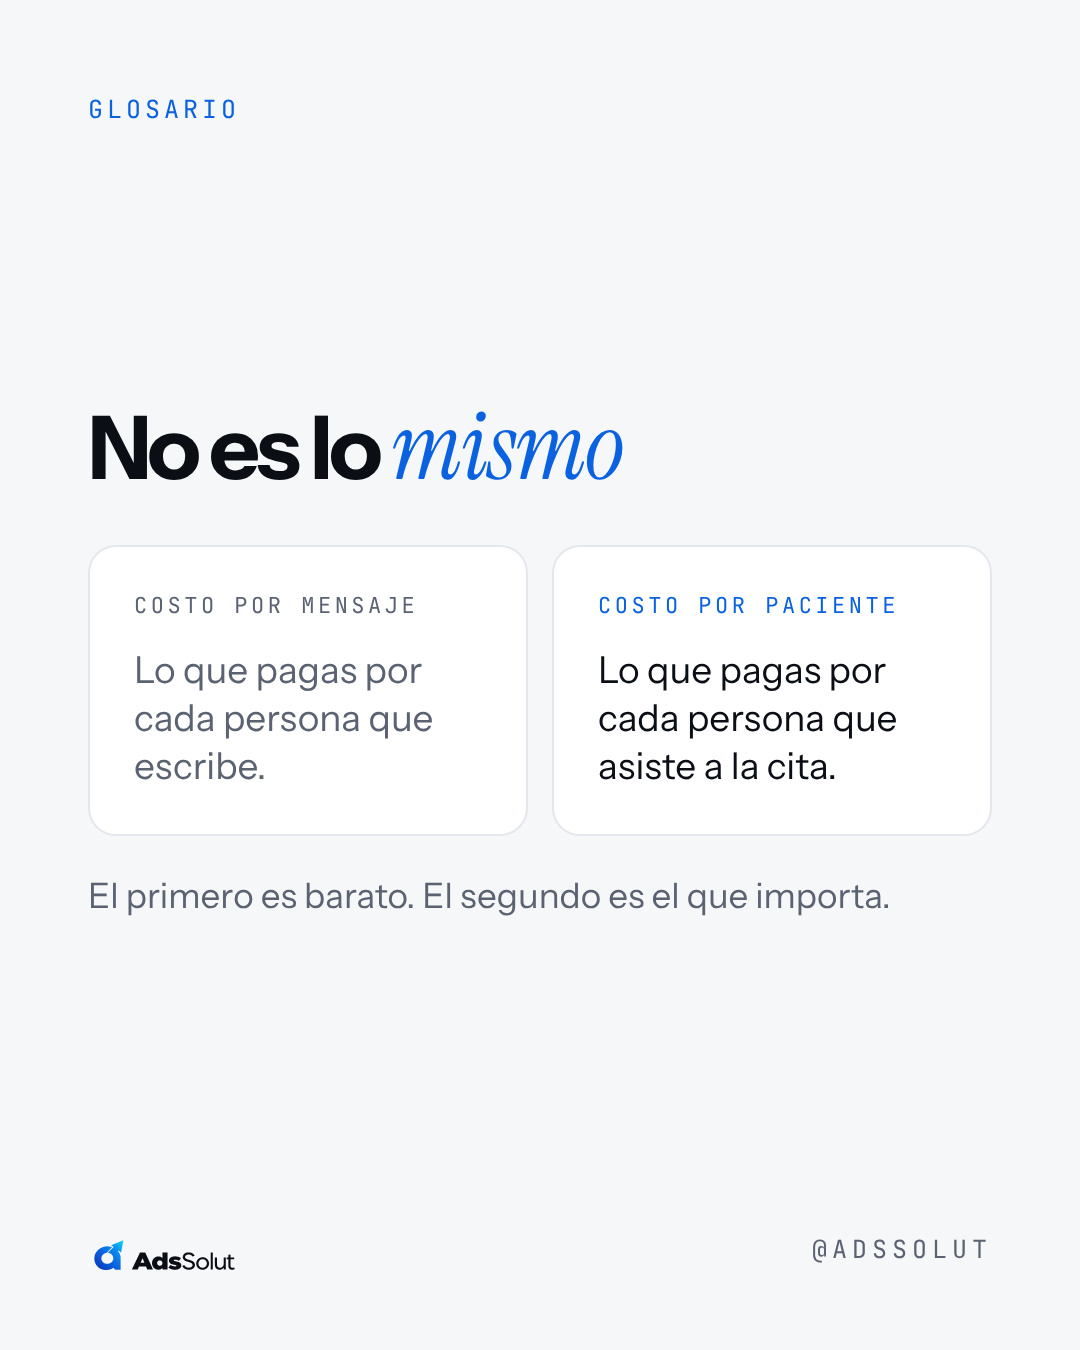 GLOSARIO
No es lo mismo
COSTO POR MENSAJE
Lo que pagas por
cada persona que
escribe.
COSTO POR PACIENTE
Lo que pagas por
cada persona que
asiste a la cita.
El primero es barato. El segundo es el que importa.
AdsSolut
@ADSSOLUT